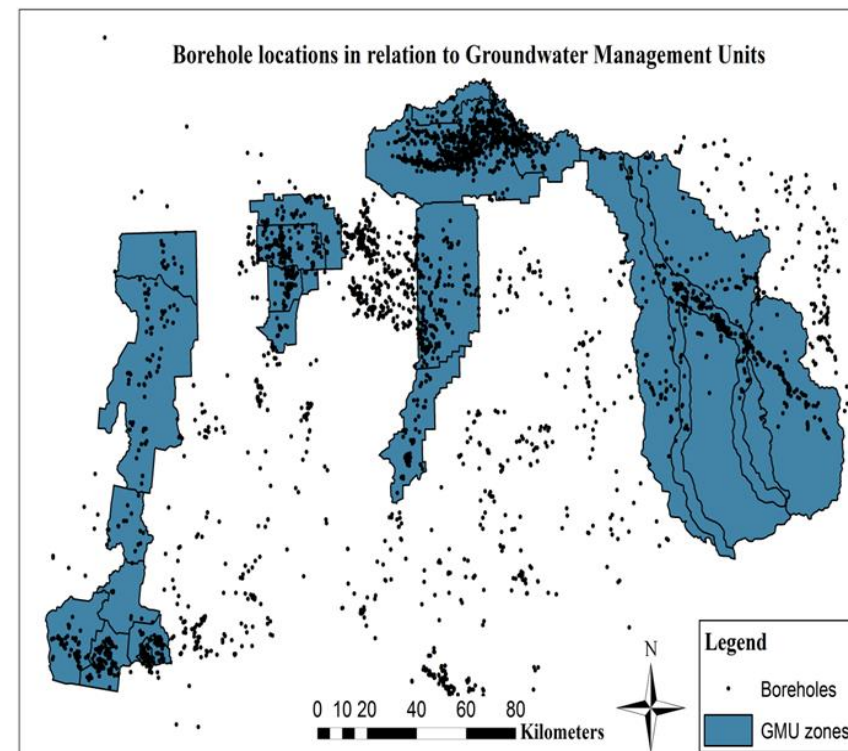 Borehole locations in relation to Groundwater Management Units
N
Legend
Boreholes
GMU zones
0 10 20 40 60 80
Kilometers